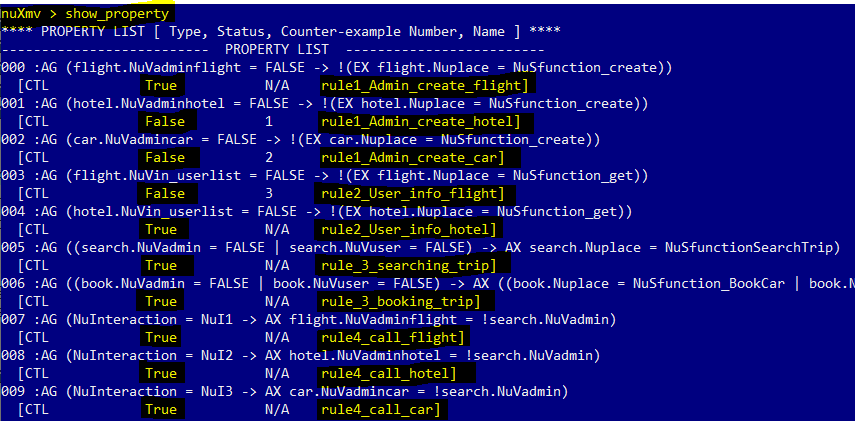 nuXmv > show_property
**** PROPERTY LIST [ Type, Status, Counter-example Number, Name ] ****
--------------------------  PROPERTY LIST  -------------------------
000 :AG (flight.NuVadminflight = FALSE -> !(EX flight.Nuplace = NuSfunction_create))
  [CTL            True           N/A    rule1_Admin_create_flight]
001 :AG (hotel.NuVadminhotel = FALSE -> !(EX hotel.Nuplace = NuSfunction_create))
  [CTL            False          1      rule1_Admin_create_hotel]
002 :AG (car.NuVadmincar = FALSE -> !(EX car.Nuplace = NuSfunction_create))
  [CTL            False          2      rule1_Admin_create_car]
003 :AG (flight.NuVin_userlist = FALSE -> !(EX flight.Nuplace = NuSfunction_get))
  [CTL            False          3      rule2_User_info_flight]
004 :AG (hotel.NuVin_userlist = FALSE -> !(EX hotel.Nuplace = NuSfunction_get))
  [CTL            True           N/A    rule2_User_info_hotel]
005 :AG ((search.NuVadmin = FALSE | search.NuVuser = FALSE) -> AX search.Nuplace = NuSfunctionSearchTrip)
  [CTL            True           N/A    rule_3_searching_trip]
006 :AG ((book.NuVadmin = FALSE | book.NuVuser = FALSE) -> AX ((book.Nuplace = NuSfunction_BookCar | book.N
  [CTL            True           N/A    rule_3_booking_trip]
007 :AG (NuInteraction = NuI1 -> AX flight.NuVadminflight = !search.NuVadmin)
  [CTL            True           N/A    rule4_call_flight]
008 :AG (NuInteraction = NuI2 -> AX hotel.NuVadminhotel = !search.NuVadmin)
  [CTL            True           N/A    rule4_call_hotel]
009 :AG (NuInteraction = NuI3 -> AX car.NuVadmincar = !search.NuVadmin)
  [CTL            True           N/A    rule4_call_car]